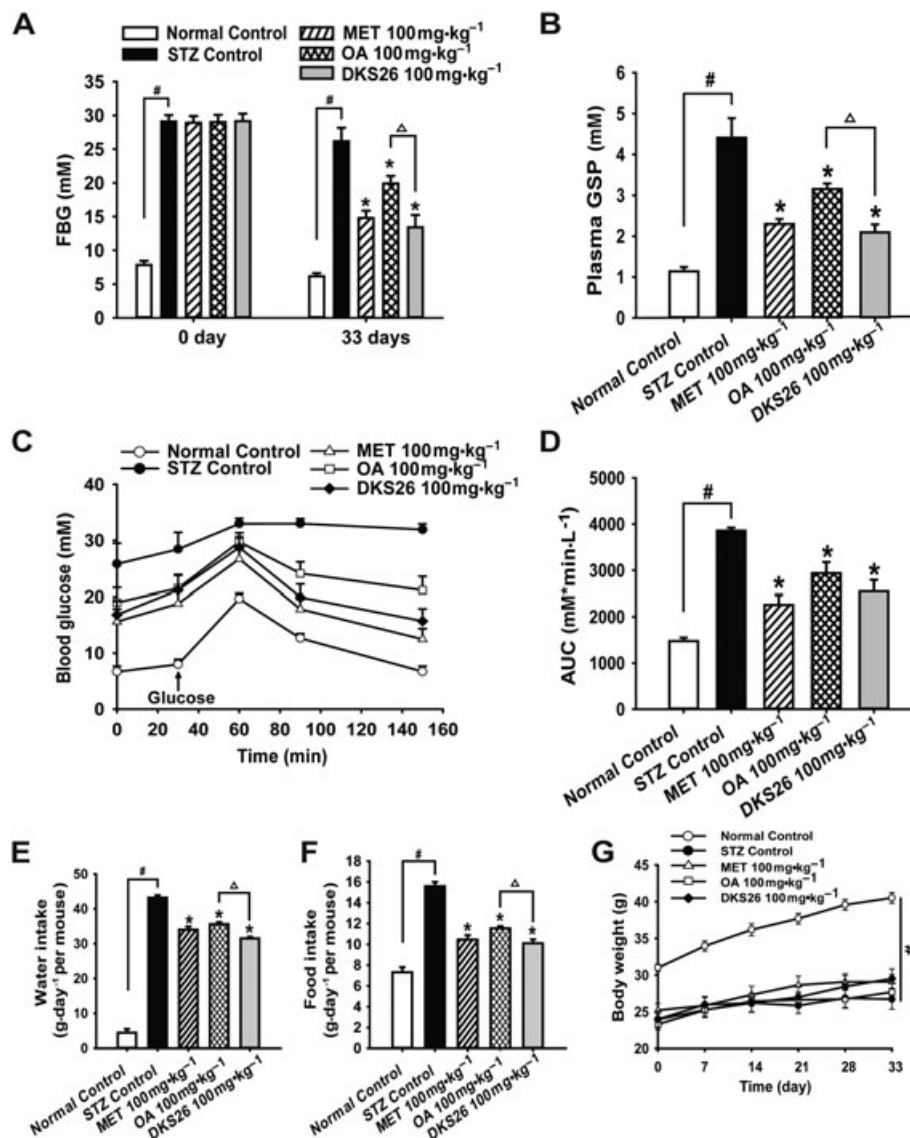 A
Normal Control
STZ Control
MET 100mg•kg⁻¹
OA 100mg•kg⁻¹
DKS26 100mg•kg⁻¹
FBG (mM)
35
30
25
20
15
10
5
0
#
#
*
*
△
*
0 day
33 days
B
Plasma GSP (mM)
6
5
4
3
2
1
0
#
*
*
△
*
Normal Control
STZ Control
MET 100mg•kg⁻¹
OA 100mg•kg⁻¹
DKS26 100mg•kg⁻¹
C
Normal Control
STZ Control
MET 100mg•kg⁻¹
OA 100mg•kg⁻¹
DKS26 100mg•kg⁻¹
Blood glucose (mM)
40
30
20
10
0
Glucose
0 20 40 60 80 100 120 140 160
Time (min)
D
AUC (mM*min·L⁻¹)
5000
4000
3000
2000
1000
0
#
*
*
*
Normal Control
STZ Control
MET 100mg•kg⁻¹
OA 100mg•kg⁻¹
DKS26 100mg•kg⁻¹
E
Water intake
(g·day⁻¹ per mouse)
50
40
30
20
10
0
#
*
*
△
*
Normal Control
STZ Control
MET 100mg•kg⁻¹
OA 100mg•kg⁻¹
DKS26 100mg•kg⁻¹
F
Food intake
(g·day⁻¹ per mouse)
18
16
14
12
10
8
6
4
2
0
#
*
*
△
*
Normal Control
STZ Control
MET 100mg•kg⁻¹
OA 100mg•kg⁻¹
DKS26 100mg•kg⁻¹
G
Normal Control
STZ Control
MET 100mg•kg⁻¹
OA 100mg•kg⁻¹
DKS26 100mg•kg⁻¹
Body weight (g)
45
40
35
30
25
20
#
0 7 14 21 28 33
Time (day)